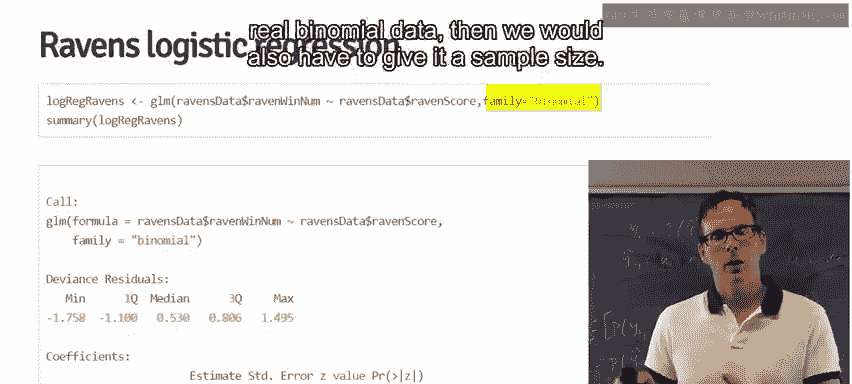 real binomial data, then we would
also have to give it a sample size.
Ravens logistic regression
logRegRavens <- glm(ravensData$ravenWinNum ~ ravensData$ravenScore,family="binomial")
summary(logRegRavens)
Call:
glm(formula = ravensData$ravenWinNum ~ ravensData$ravenScore,
family = "binomial")
Deviance Residuals:
Min 1Q Median 3Q Max
-1.758 -1.100 0.530 0.806 1.495
Coefficients:
Estimate Std. Error z value Pr(>|z|)